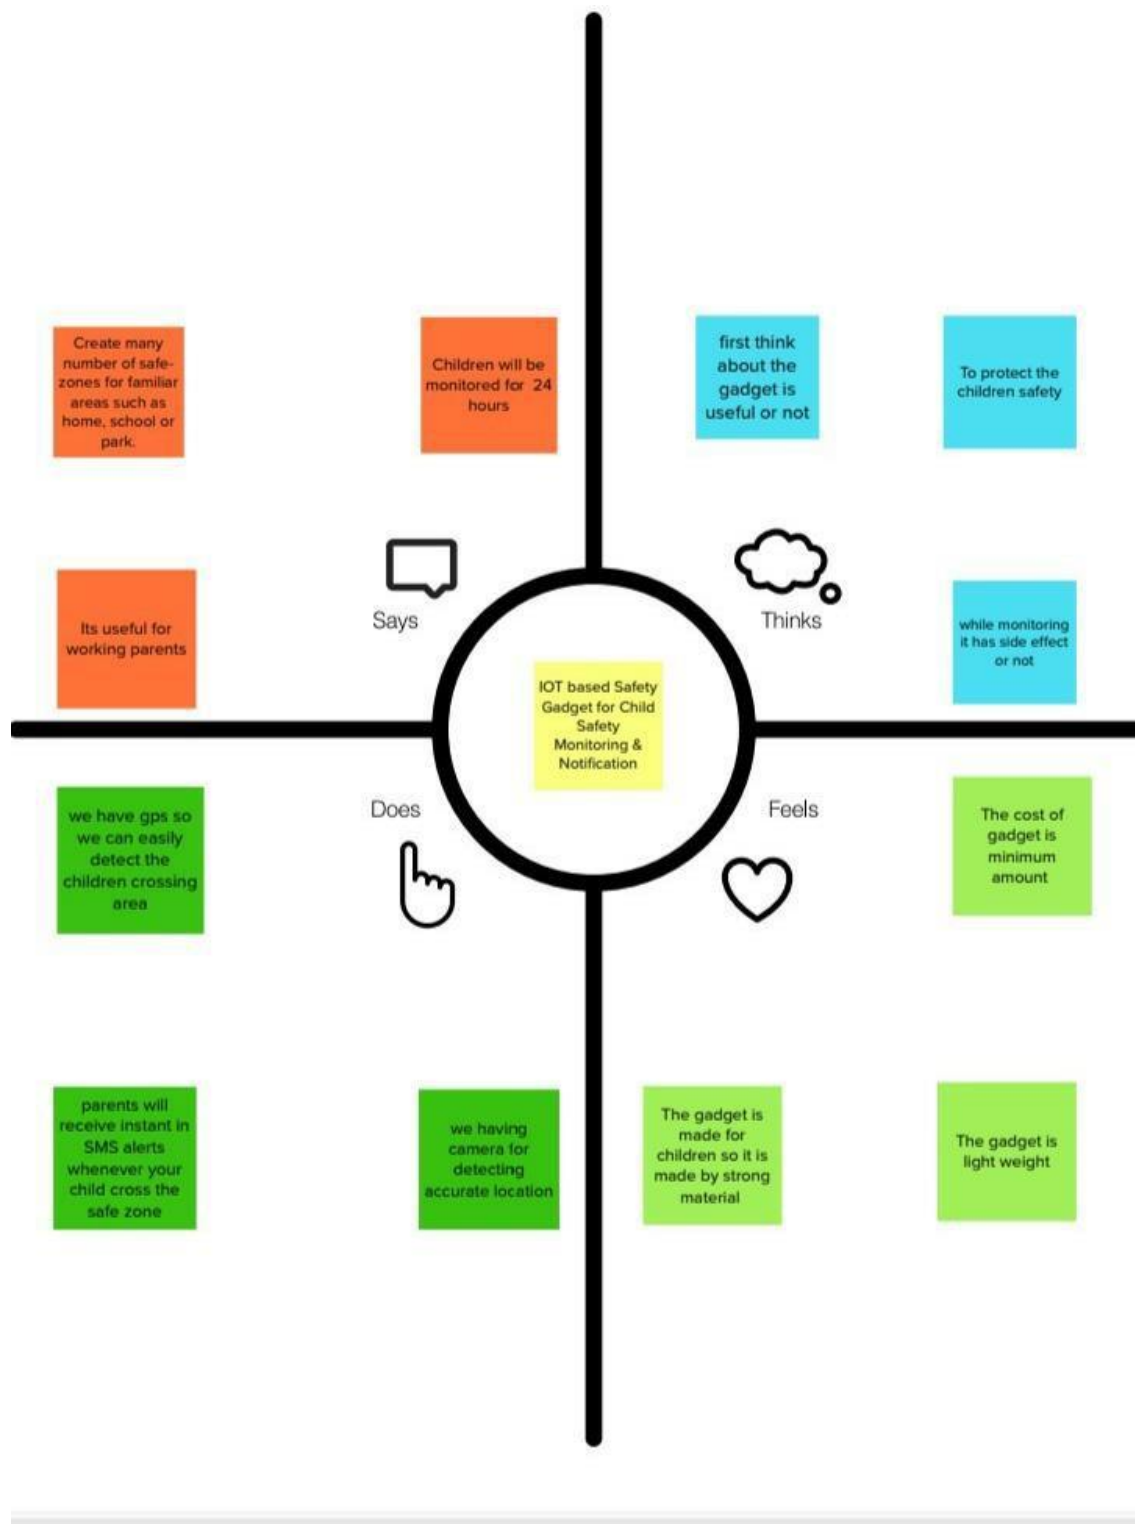 Create many
number of safe-
zones for familiar
areas such as
home, school or
park.
Children will be
monitored for 24
hours
first think
about the
gadget is
useful or not
To protect the
children safety
Its useful for
working parents
Says
Thinks
while monitoring
it has side effect
or not
IOT based Safety
Gadget for Child
Safety
Monitoring &
Notification
we have gps so
we can easily
detect the
children crossing
area
Does
Feels
The cost of
gadget is
minimum
amount
parents will
receive instant in
SMS alerts
whenever your
child cross the
safe zone
we having
camera for
detecting
accurate location
The gadget is
made for
children so it is
made by strong
material
The gadget is
light weight